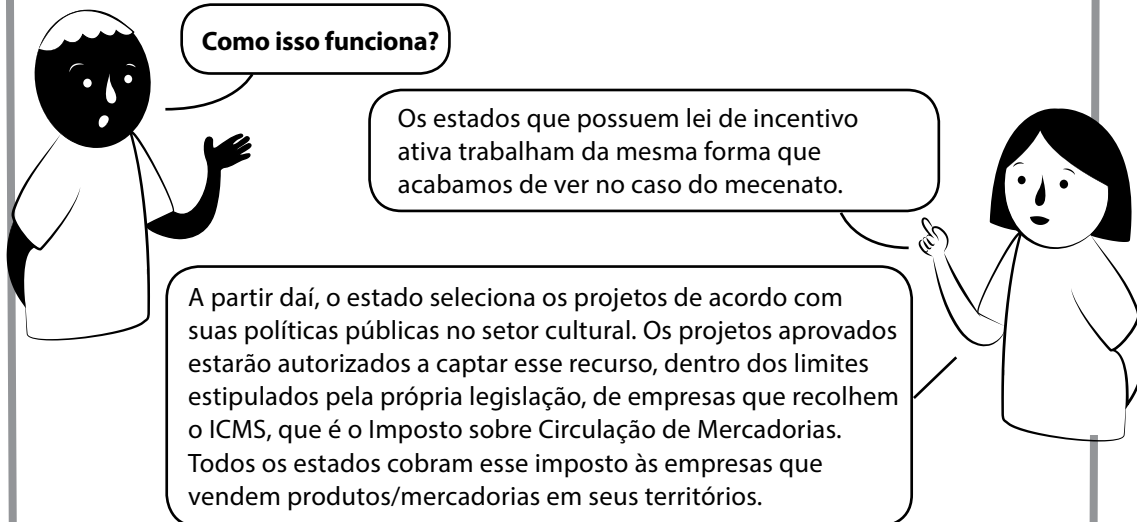 Como isso funciona?
Os estados que possuem lei de incentivo
ativa trabalham da mesma forma que
acabamos de ver no caso do mecenato.
A partir daí, o estado seleciona os projetos de acordo com
suas políticas públicas no setor cultural. Os projetos aprovados
estarão autorizados a captar esse recurso, dentro dos limites
estipulados pela própria legislação, de empresas que recolhem
o ICMS, que é o Imposto sobre Circulação de Mercadorias.
Todos os estados cobram esse imposto às empresas que
vendem produtos/mercadorias em seus territórios.